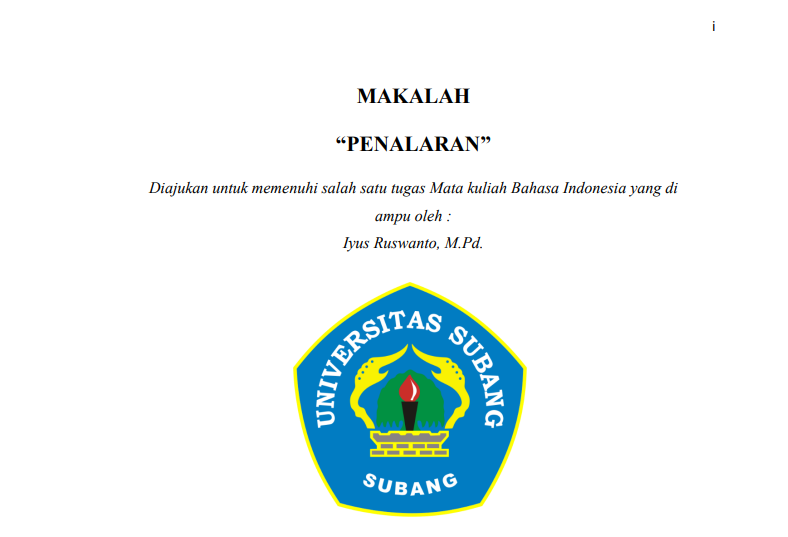 i
MAKALAH
“PENALARAN”
Diajukan untuk memenuhi salah satu tugas Mata kuliah Bahasa Indonesia yang di
ampu oleh :
Iyus Ruswanto, M.Pd.
UNIVERSITAS SUBANG
SUBANG